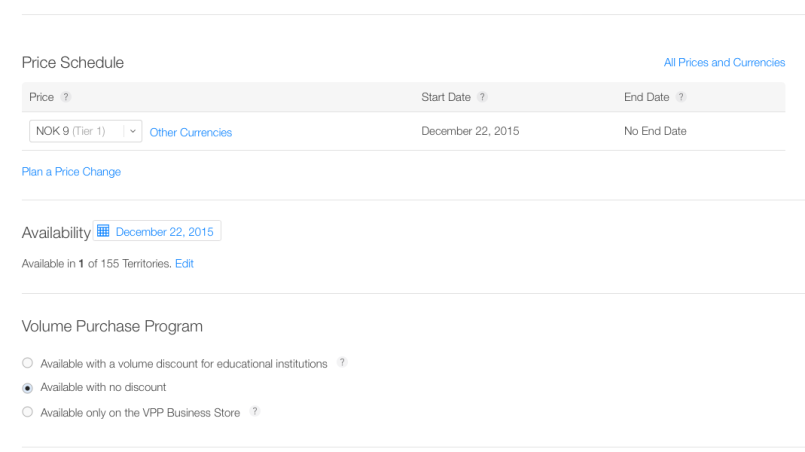 Price Schedule All Prices and Currencies
Price ? Start Date ? End Date ?
NOK 9 (Tier 1) Other Currencies December 22, 2015 No End Date
Plan a Price Change
Availability December 22, 2015
Available in 1 of 155 Territories. Edit
Volume Purchase Program
Available with a volume discount for educational institutions ?
Available with no discount
Available only on the VPP Business Store ?